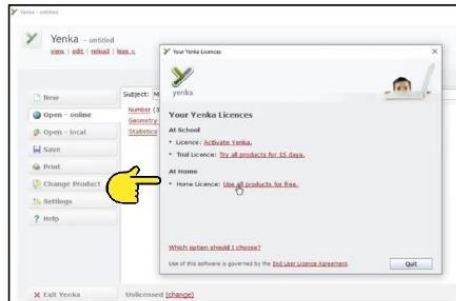 Yenka - untitled
Yenka - untitled
view | edit | reload | less <
New
Open - online
Open - local
Save
Print
Change Product
Settings
Help
Exit Yenka
Subject: M
Number (3
Geometry
Statistics
Unlicensed (change)
Your Yenka Licences
yenka
Your Yenka Licences
At School
• Licence: Activate Yenka.
• Trial Licence: Try all products for 15 days.
At Home
• Home Licence: Use all products for free.
Which option should I choose?
Use of this software is governed by the End User Licence Agreement
Quit